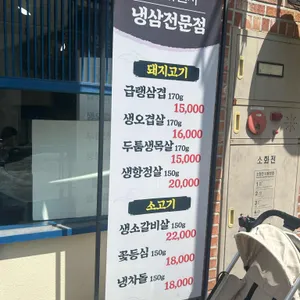 냉삼전문점
돼지고기
급랭삼겹 170g
15,000
생오겹살 170g
16,000
두툼생목살 170g
15,000
생항정살 150g
20,000
소고기
생소갈비살 150g
22,000
꽃등심 150g
18,000
냉차돌 150g
18,000
소화전